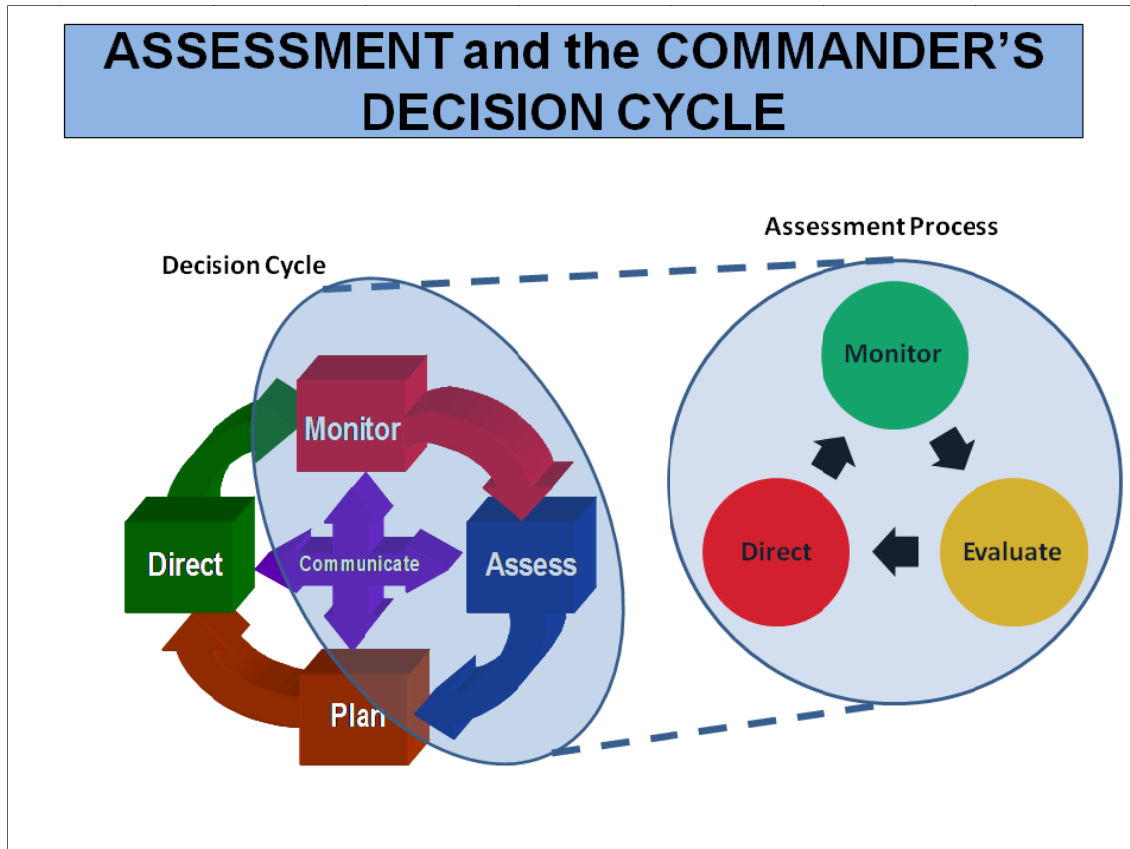 ASSESSMENT and the COMMANDER’S
DECISION CYCLE
Assessment Process
Decision Cycle
Monitor
Direct
Communicate
Assess
Plan
Monitor
Direct
Evaluate